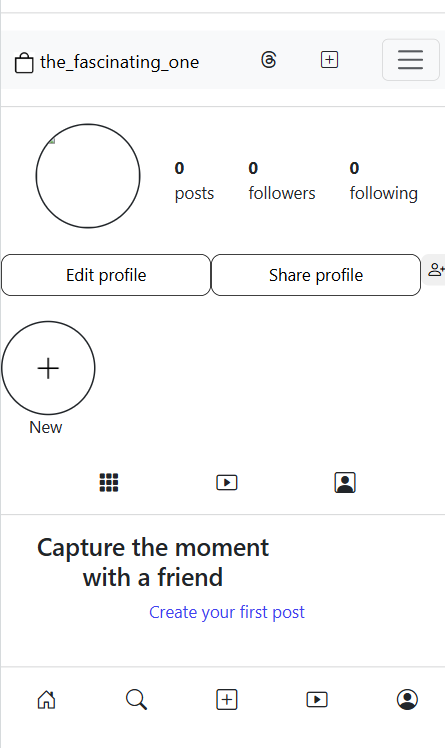 the_fascinating_one
0 0 0
posts followers following
Edit profile Share profile
New
Capture the moment
with a friend
Create your first post